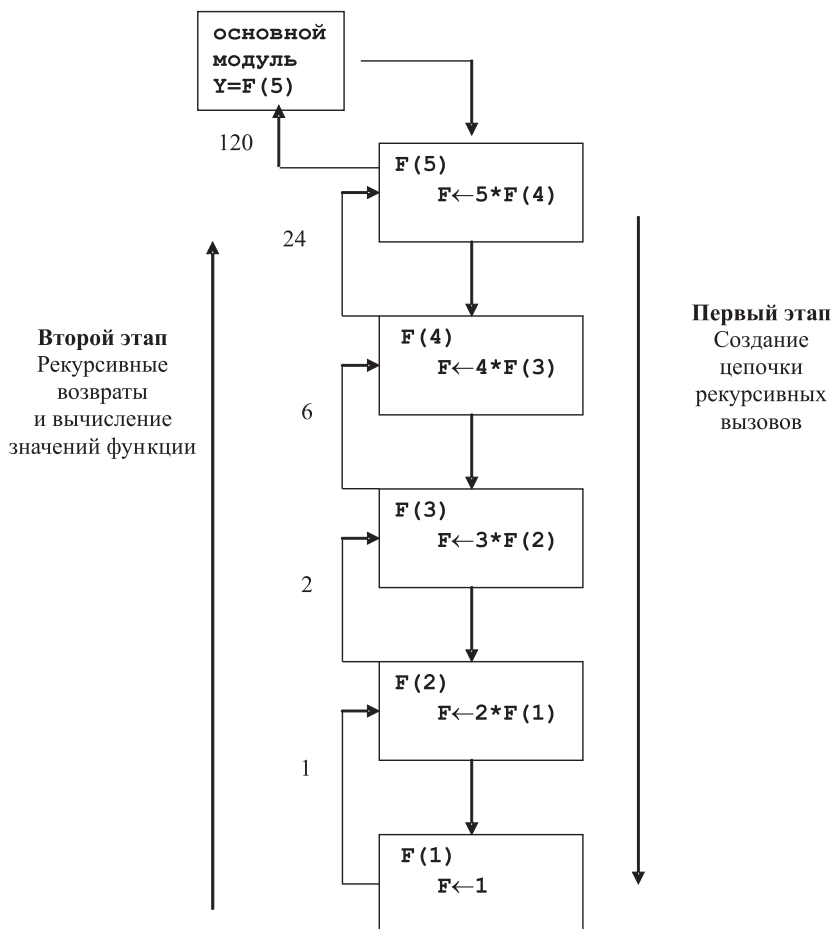 основной
модуль
Y=F(5)
120
F(5)
F←5*F(4)
24
F(4)
F←4*F(3)
6
F(3)
F←3*F(2)
2
F(2)
F←2*F(1)
1
F(1)
F←1
Второй этап
Рекурсивные
возвраты
и вычисление
значений функции
Первый этап
Создание
цепочки
рекурсивных
вызовов